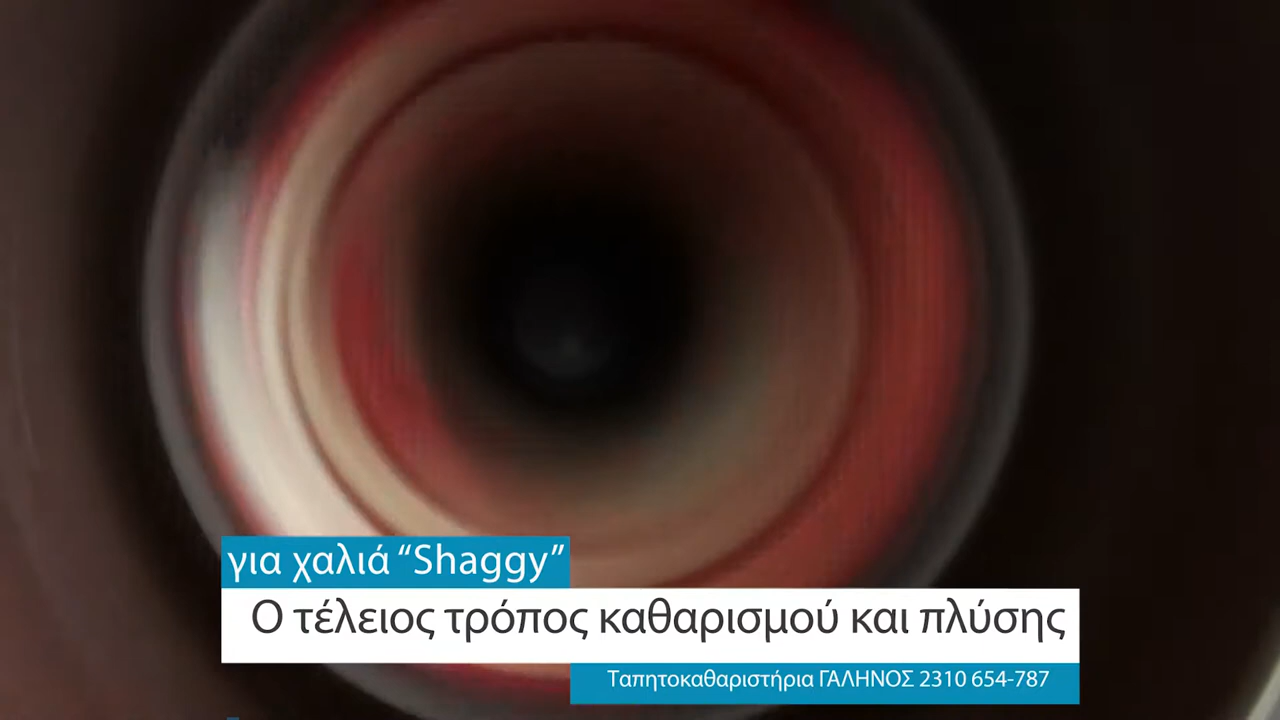 για χαλιά “Shaggy”
Ο τέλειος τρόπος καθαρισμού και πλύσης
Ταπητοκαθαριστήρια ΓΑΛΗΝΟΣ 2310 654-787